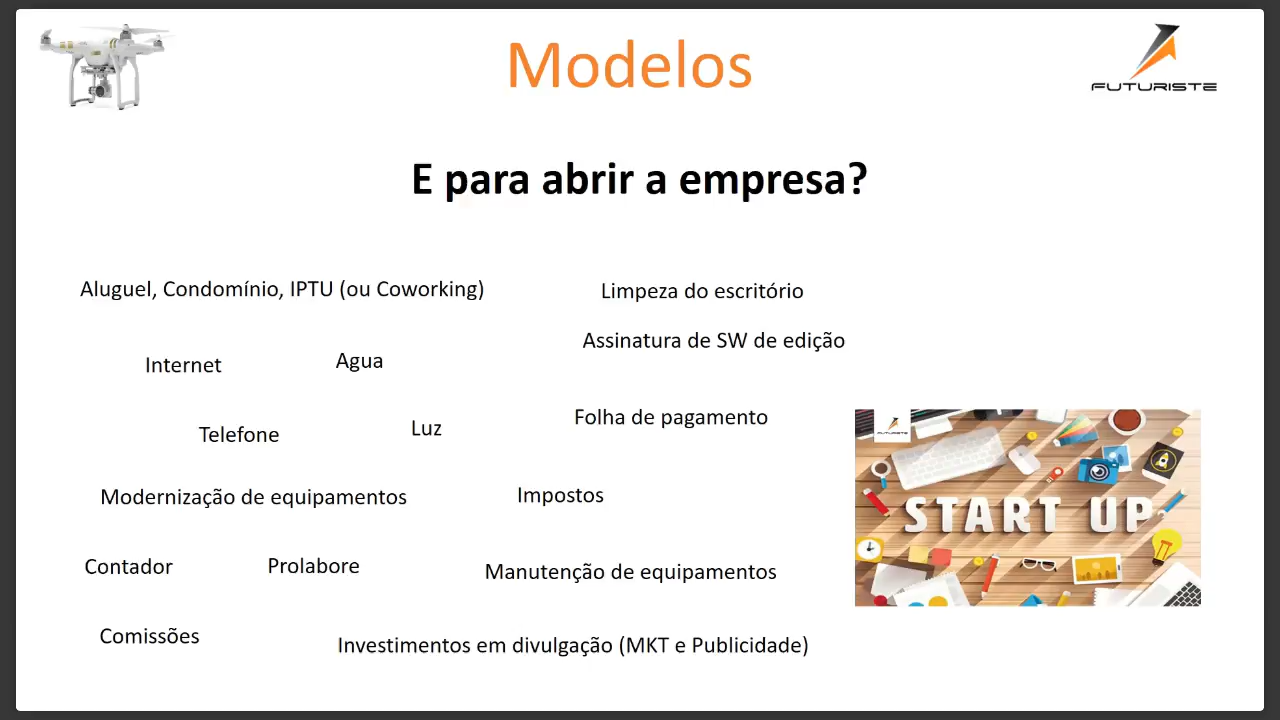 Modelos
FUTURISTE
E para abrir a empresa?
Aluguel, Condomínio, IPTU (ou Coworking)
Limpeza do escritório
Assinatura de SW de edição
Internet
Agua
Telefone
Luz
Folha de pagamento
Modernização de equipamentos
Impostos
Contador
Prolabore
Manutenção de equipamentos
Comissões
Investimentos em divulgação (MKT e Publicidade)
FUTURISTE
START UP